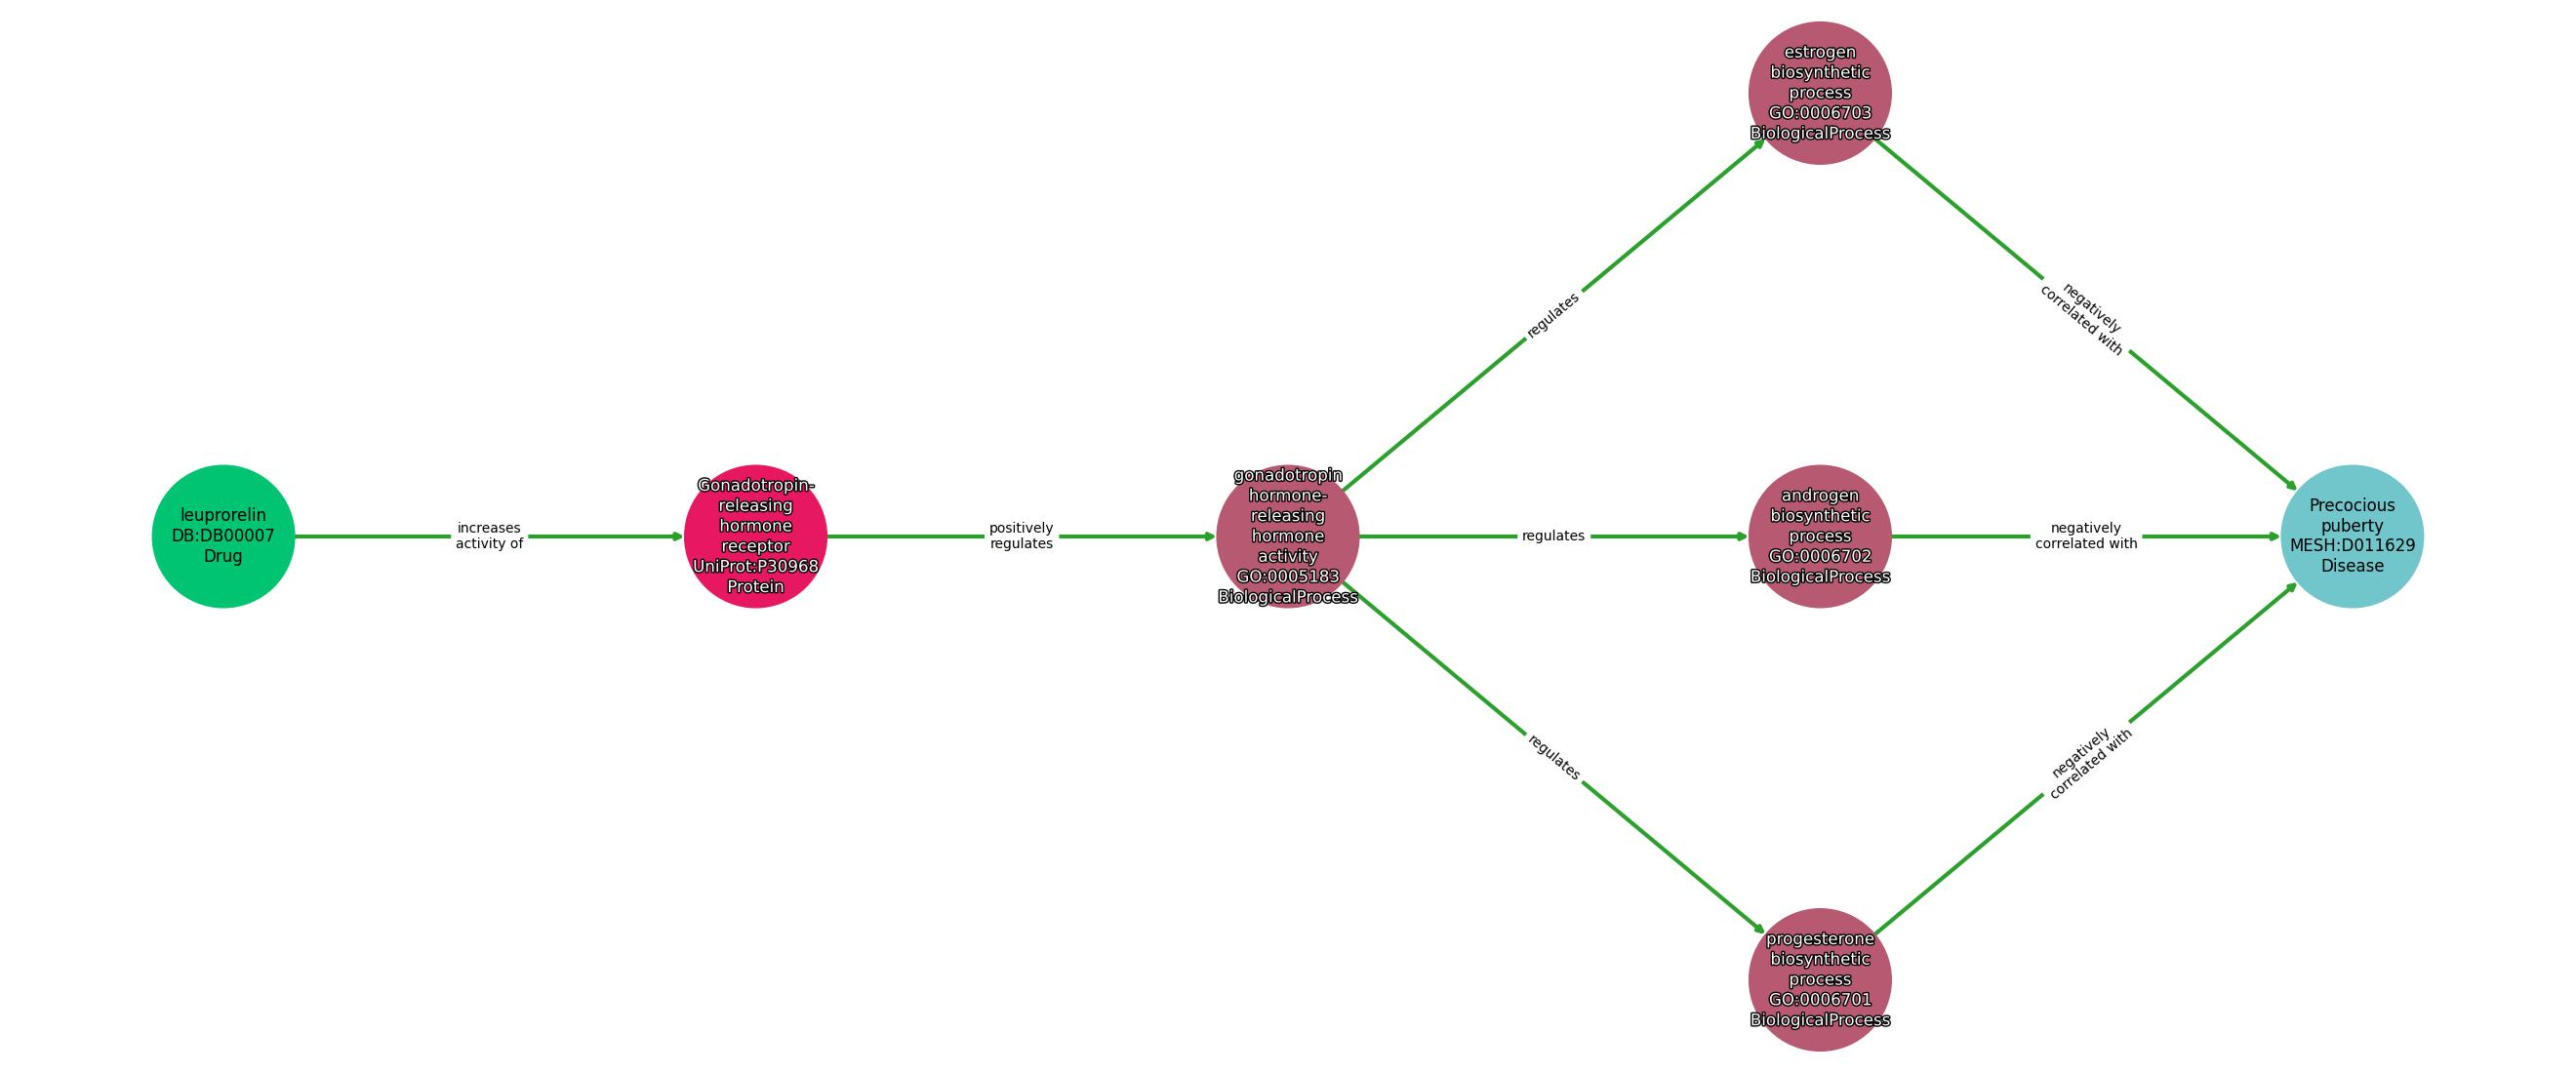 leuprorelin
DB:DB00007
Drug
increases
activity of
Gonadotropin-
releasing
hormone
receptor
UniProt:P30968
Protein
positively
regulates
gonadotropin
hormone-
releasing
hormone
activity
GO:0005183
BiologicalProcess
regulates
regulates
regulates
estrogen
biosynthetic
process
GO:0006703
BiologicalProcess
androgen
biosynthetic
process
GO:0006702
BiologicalProcess
progesterone
biosynthetic
process
GO:0006701
BiologicalProcess
negatively
correlated with
negatively
correlated with
negatively
correlated with
Precocious
puberty
MESH:D011629
Disease